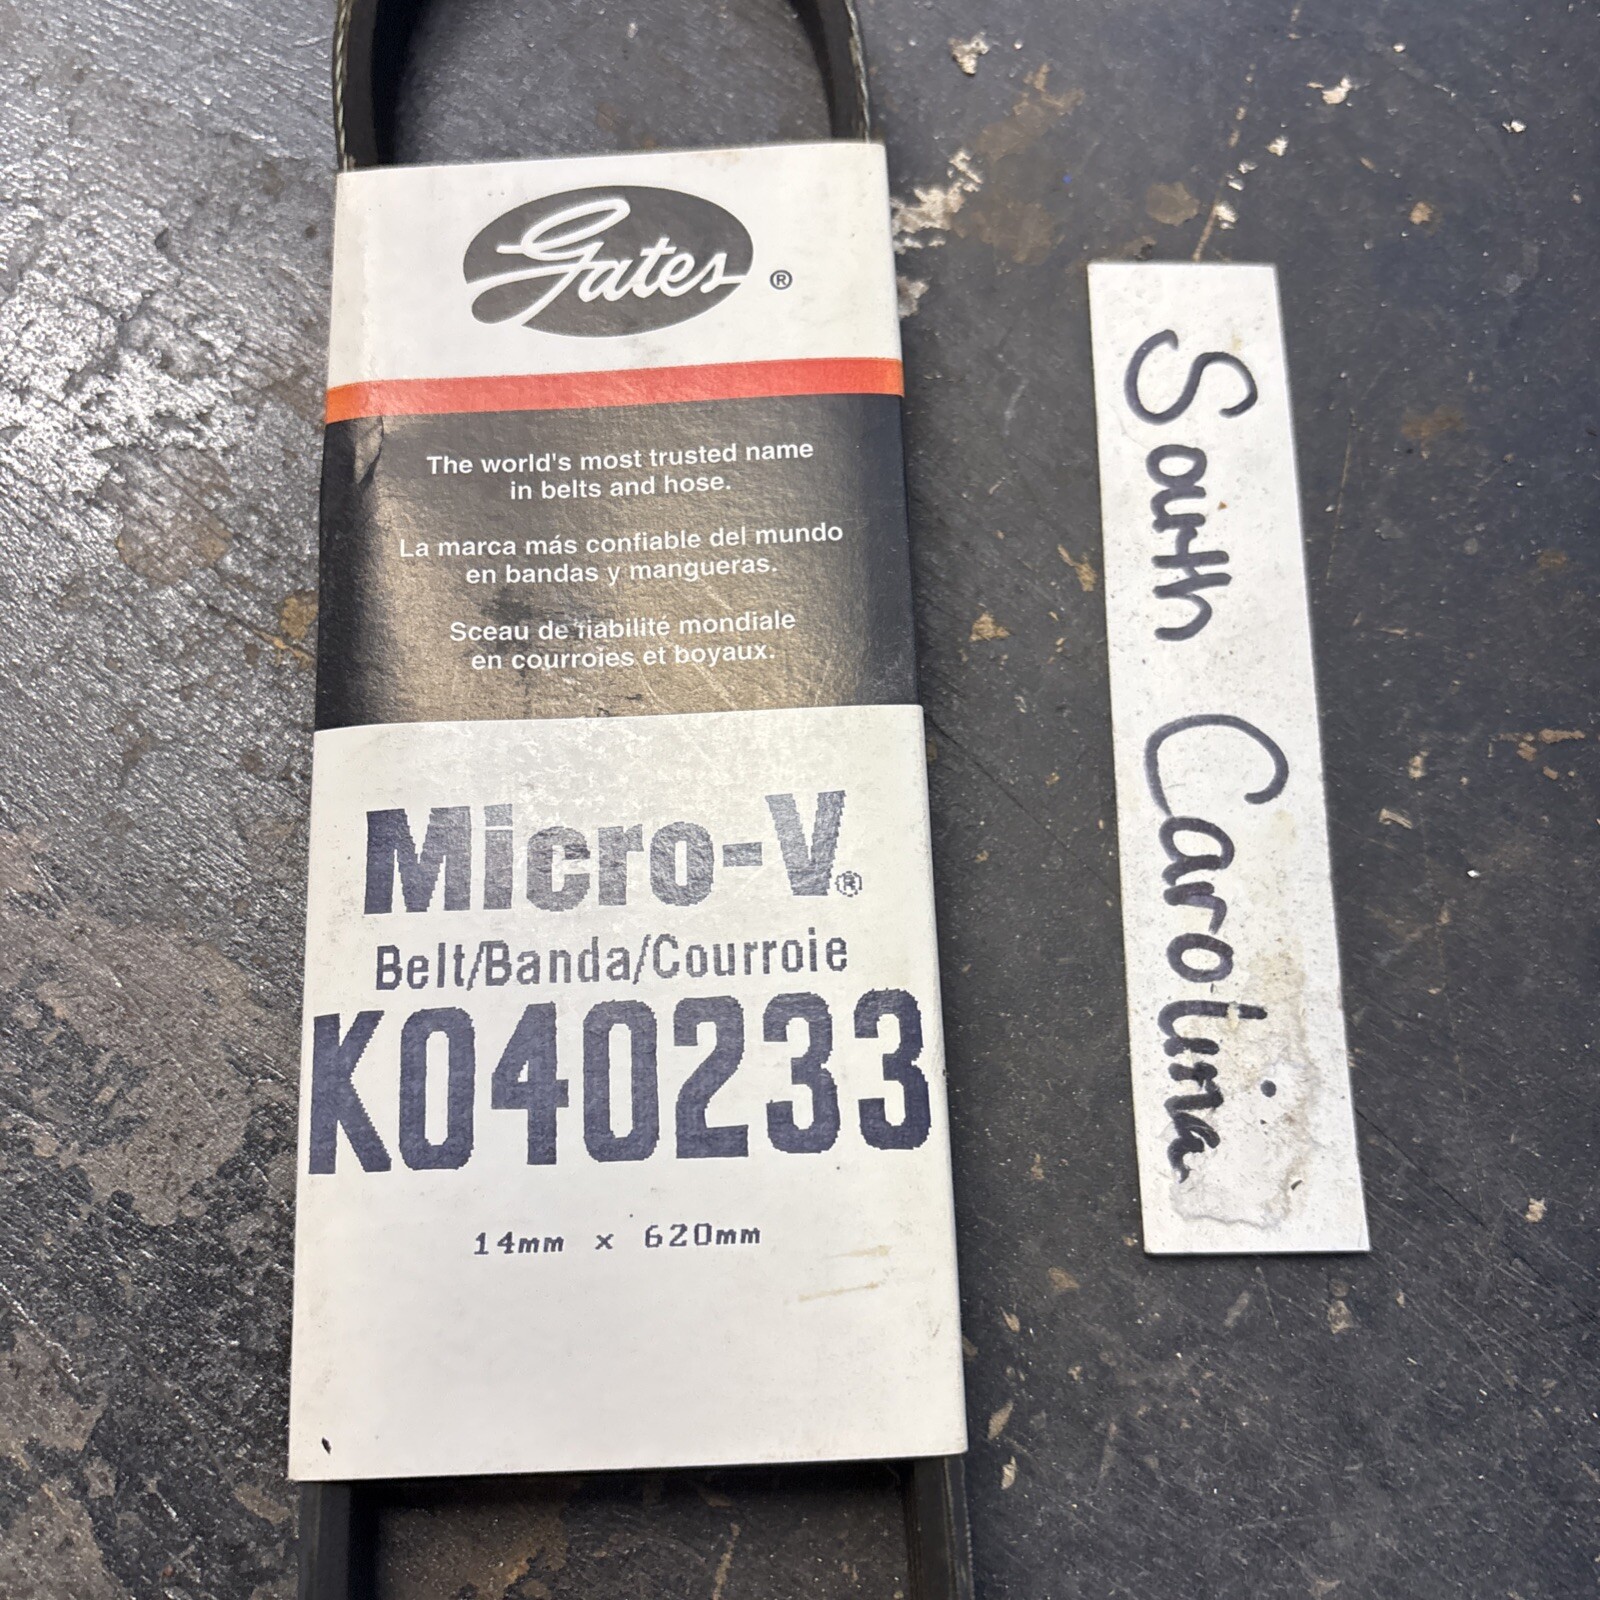 Gates ®
The world's most trusted name
in belts and hose.
La marca más confiable del mundo
en bandas y mangueras.
Sceau de fiabilité mondiale
en courroies et boyaux.
Micro-V®
Belt/Banda/Courroie
K040233
14mm x 620mm
South Carolina